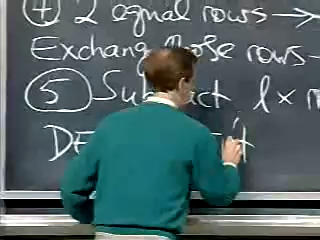 ④ 2 equal rows →
Exchange those rows
⑤ Subtract l ×
DE